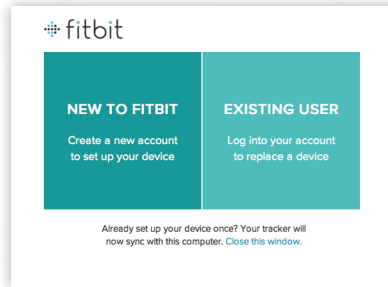 fitbit
NEW TO FITBIT
Create a new account
to set up your device
EXISTING USER
Log into your account
to replace a device
Already set up your device once? Your tracker will
now sync with this computer. Close this window.